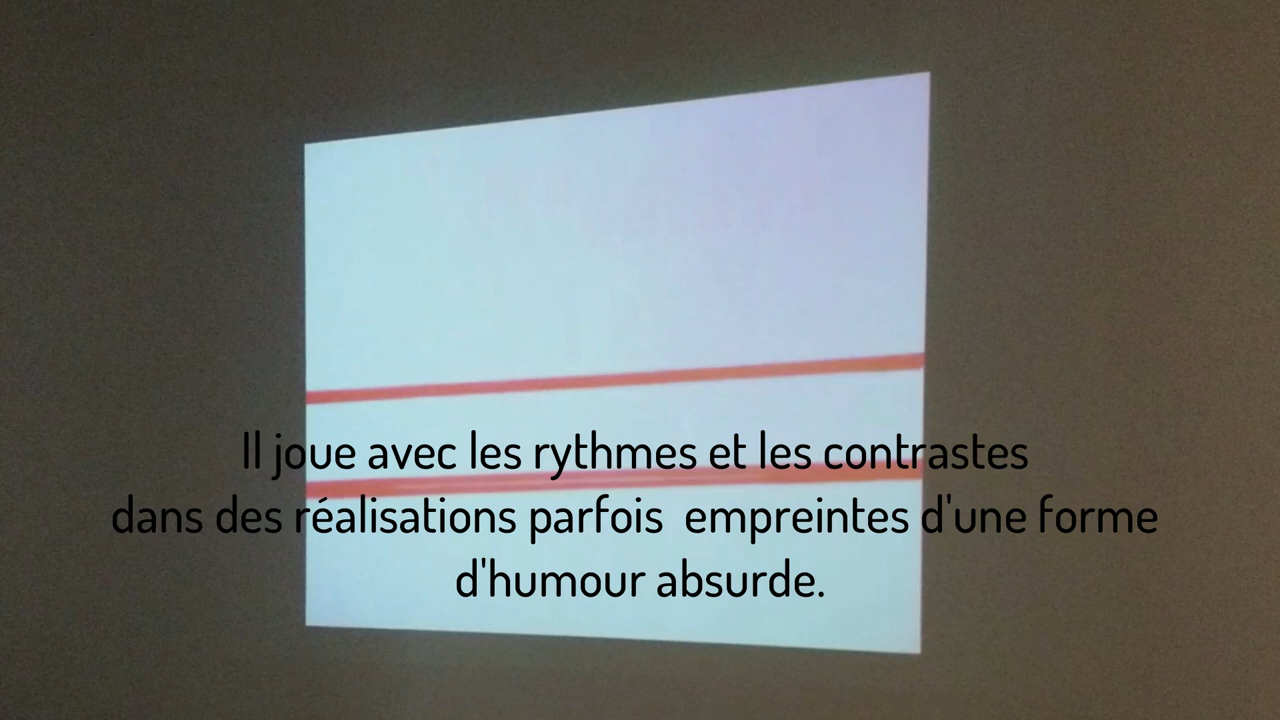 Il joue avec les rythmes et les contrastes
dans des réalisations parfois  empreintes d'une forme
d'humour absurde.